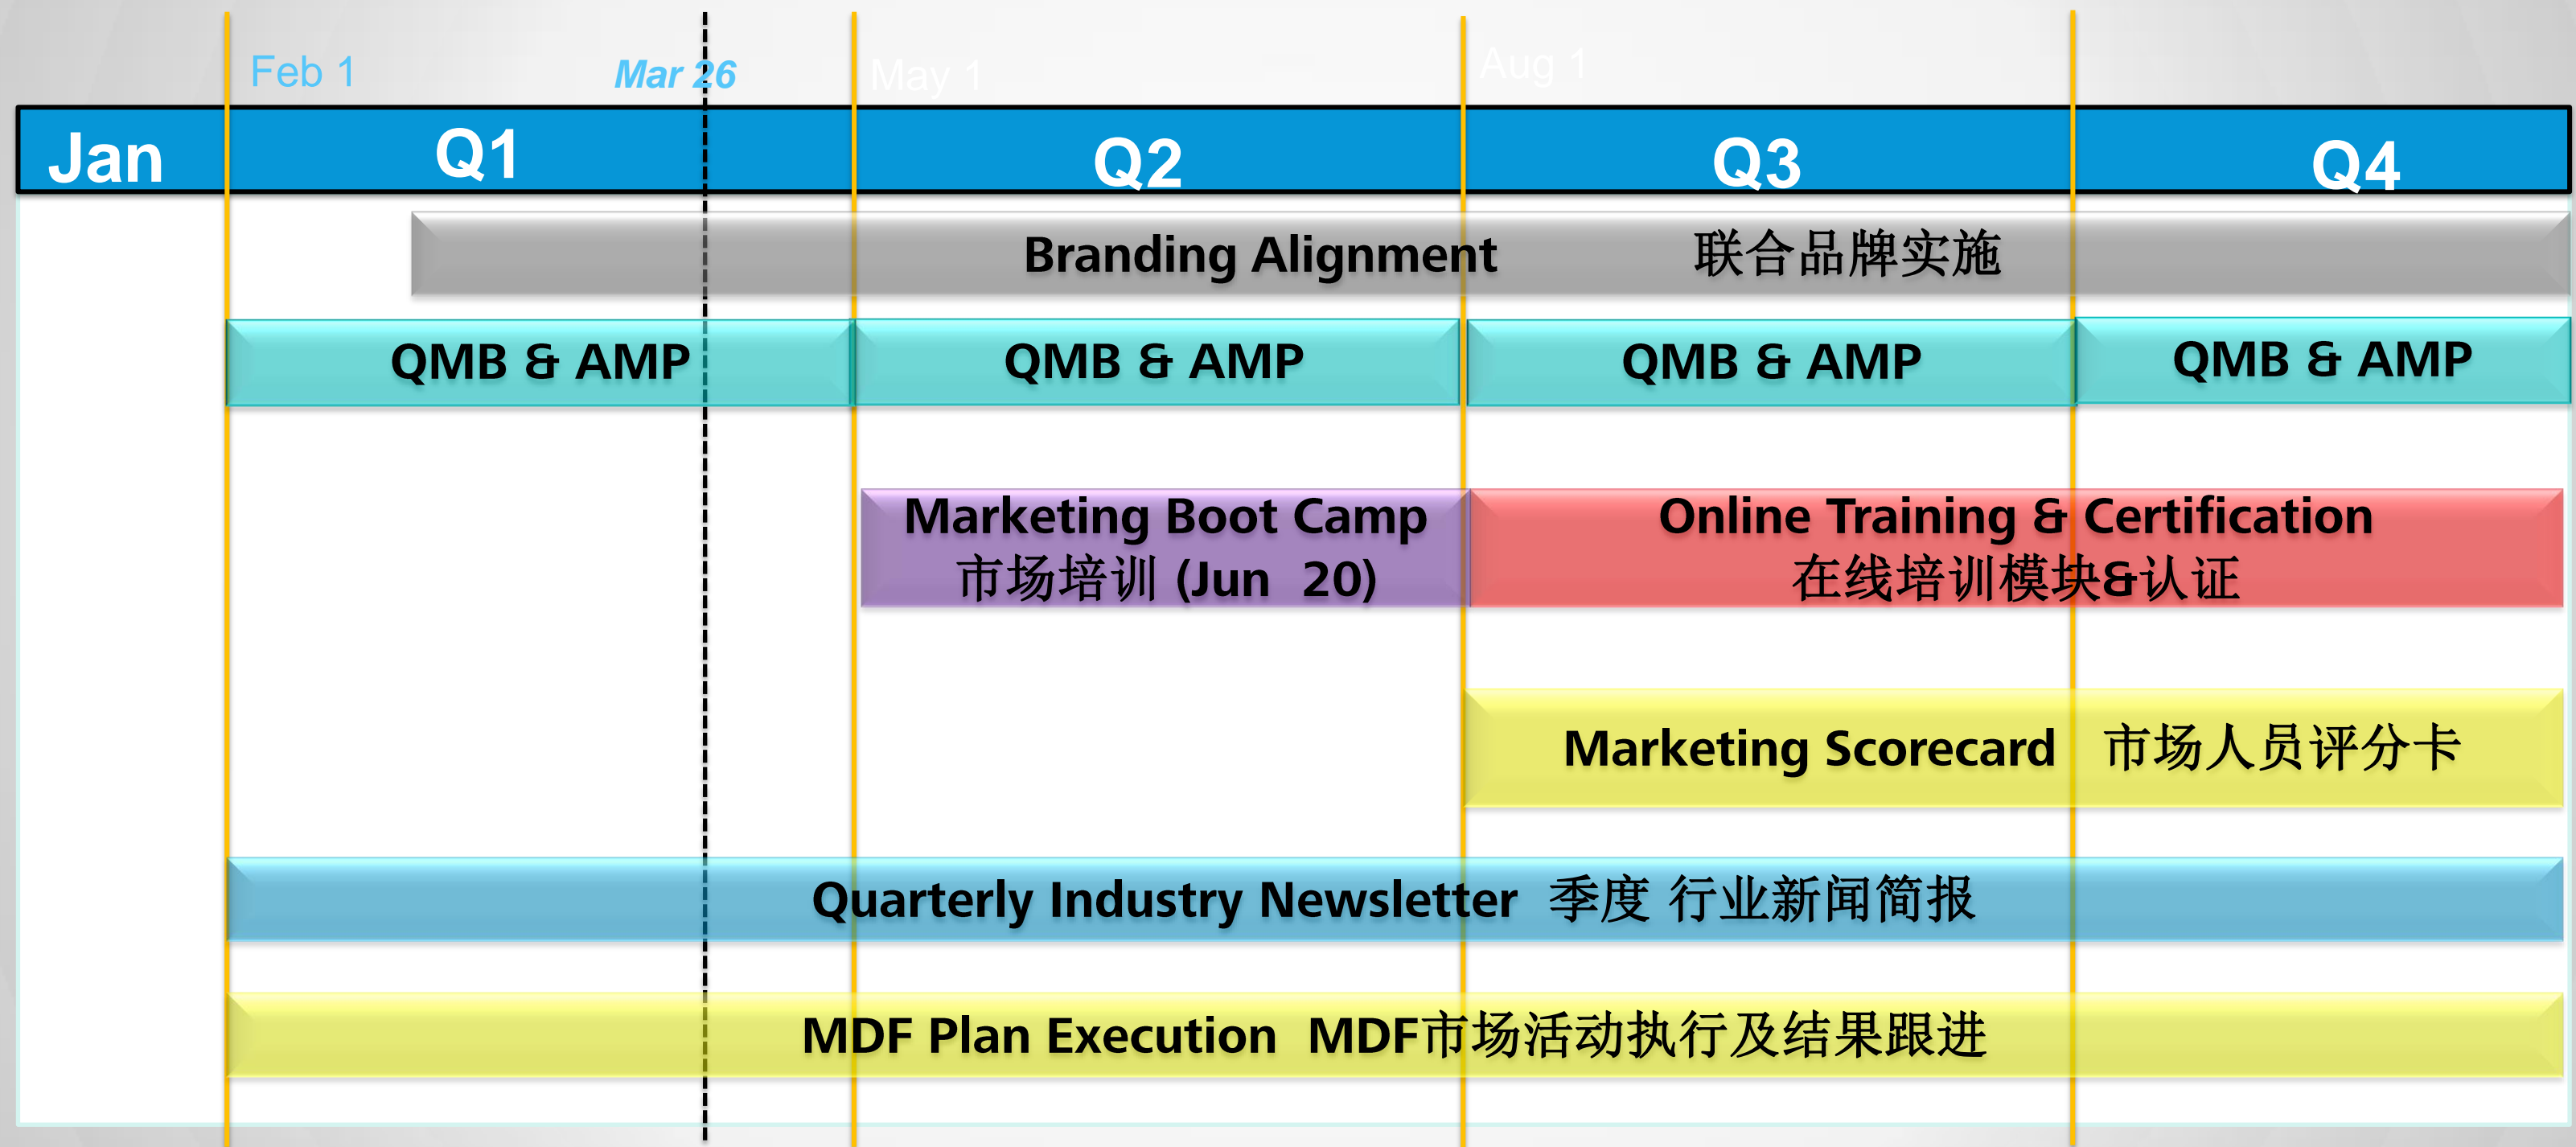 Feb 1
Mar 26
May 1
Aug 1
Jan
Q1
Q2
Q3
Q4
Branding Alignment 联合品牌实施
QMB & AMP
QMB & AMP
QMB & AMP
QMB & AMP
Marketing Boot Camp
市场培训 (Jun 20)
Online Training & Certification
在线培训模块&认证
Marketing Scorecard 市场人员评分卡
Quarterly Industry Newsletter 季度 行业新闻简报
MDF Plan Execution MDF市场活动执行及结果跟进